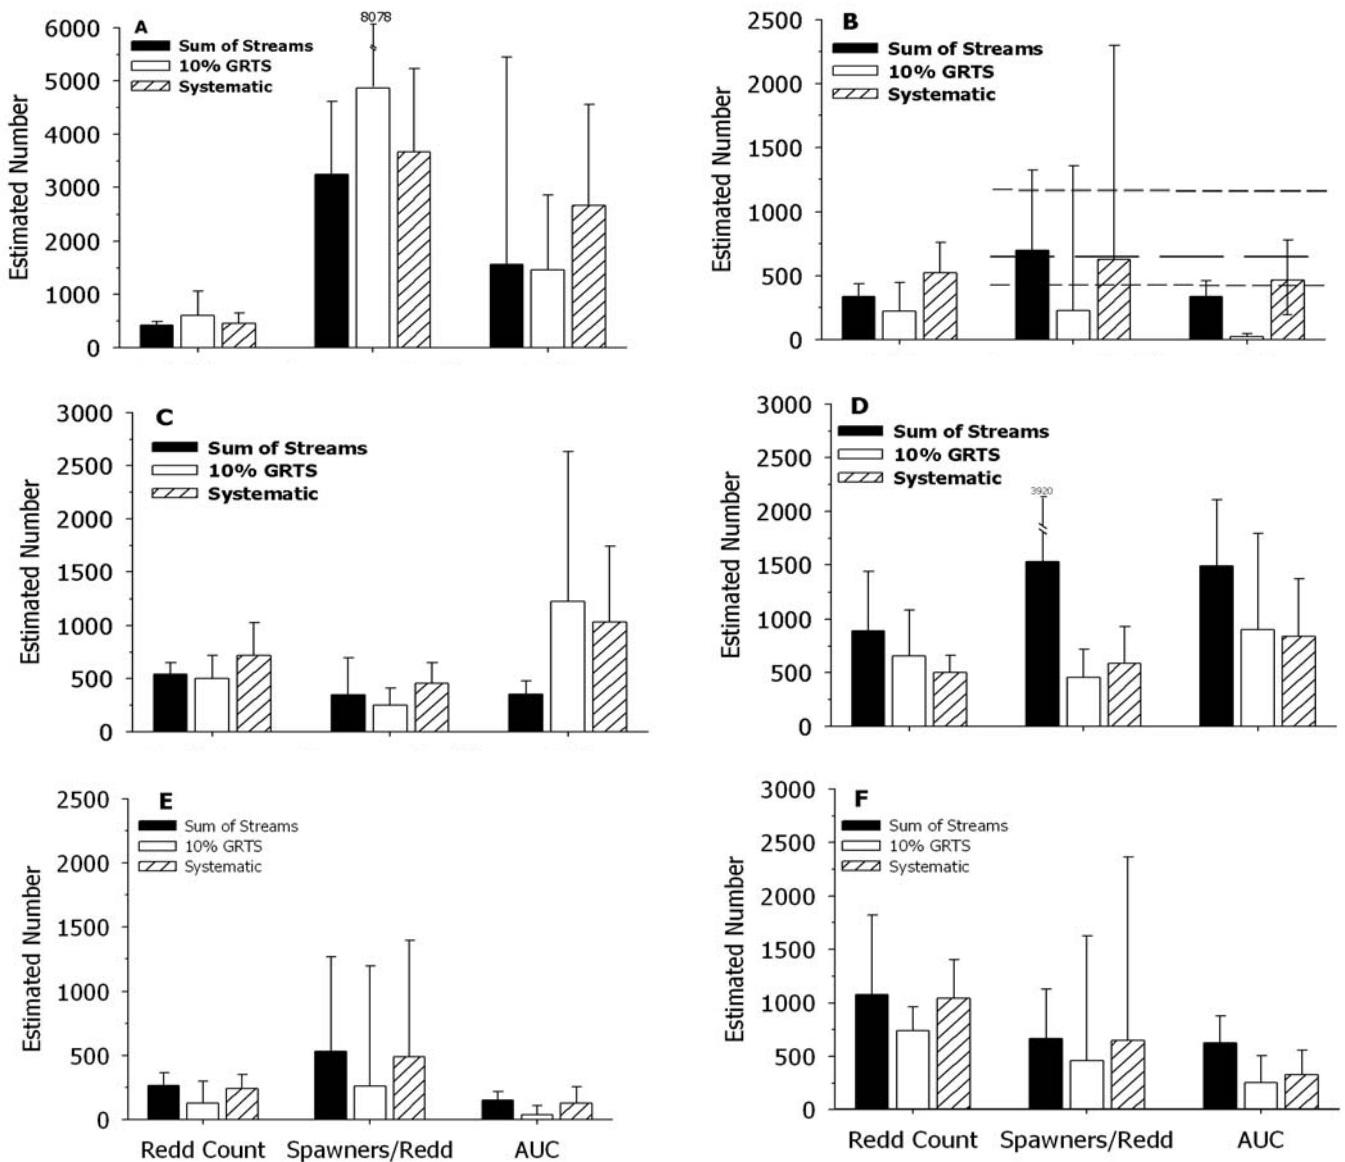 A
8078
Sum of Streams
10% GRTS
Systematic
Estimated Number
6000
5000
4000
3000
2000
1000
0
B
Sum of Streams
10% GRTS
Systematic
Estimated Number
2500
2000
1500
1000
500
0
C
Sum of Streams
10% GRTS
Systematic
Estimated Number
3000
2500
2000
1500
1000
500
0
D
Sum of Streams
10% GRTS
Systematic
3920
Estimated Number
3000
2500
2000
1500
1000
500
0
E
Sum of Streams
10% GRTS
Systematic
Estimated Number
2500
2000
1500
1000
500
0
Redd Count Spawners/Redd AUC
F
Sum of Streams
10% GRTS
Systematic
Estimated Number
3000
2500
2000
1500
1000
500
0
Redd Count Spawners/Redd AUC